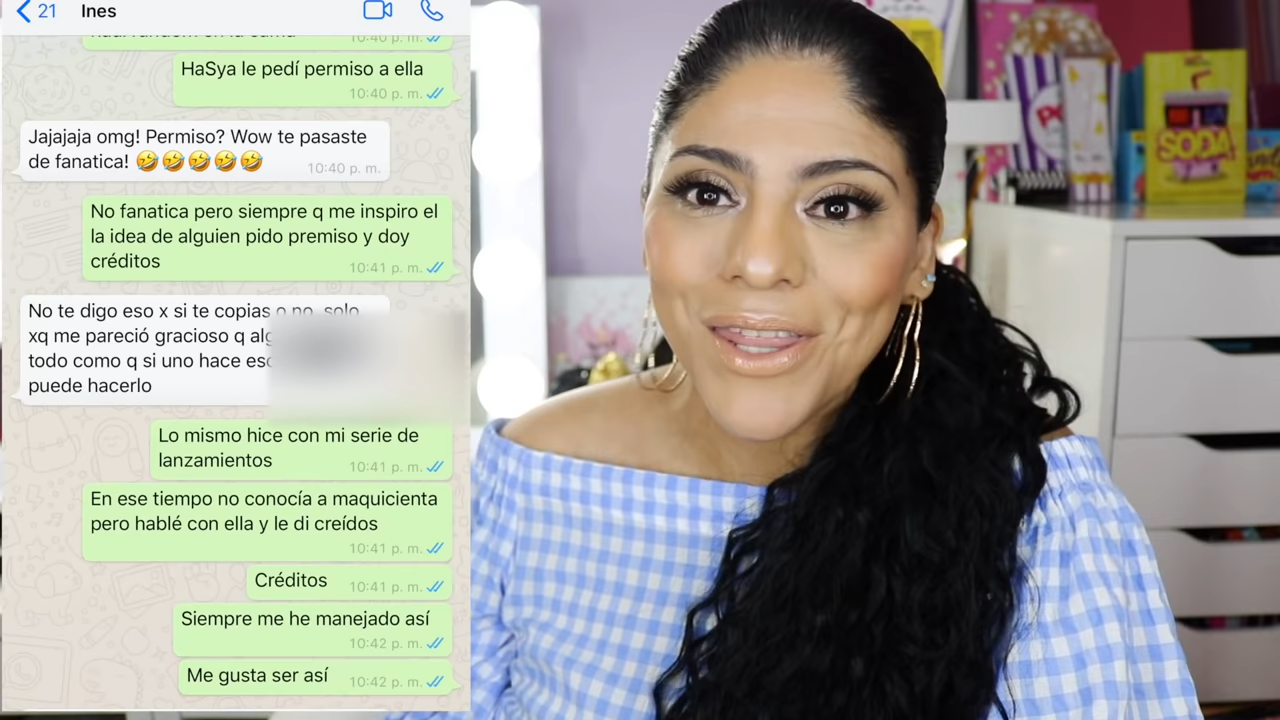 21
Ines
10:40 p. m.
HaSya le pedí permiso a ella
10:40 p. m.
Jajajaja omg! Permiso? Wow te pasaste
de fanatica! 🤣🤣🤣🤣🤣
10:40 p. m.
No fanatica pero siempre q me inspiro el
la idea de alguien pido premiso y doy
créditos
10:41 p. m.
No te digo eso x si te copias o no, solo
xq me pareció gracioso q
todo como q si uno hace
puede hacerlo
Lo mismo hice con mi serie de
lanzamientos
10:41 p. m.
En ese tiempo no conocía a maquicienta
pero hablé con ella y le di creídos
10:41 p. m.
Créditos
10:41 p. m.
Siempre me he manejado así
10:42 p. m.
Me gusta ser así
10:42 p. m.
SODA